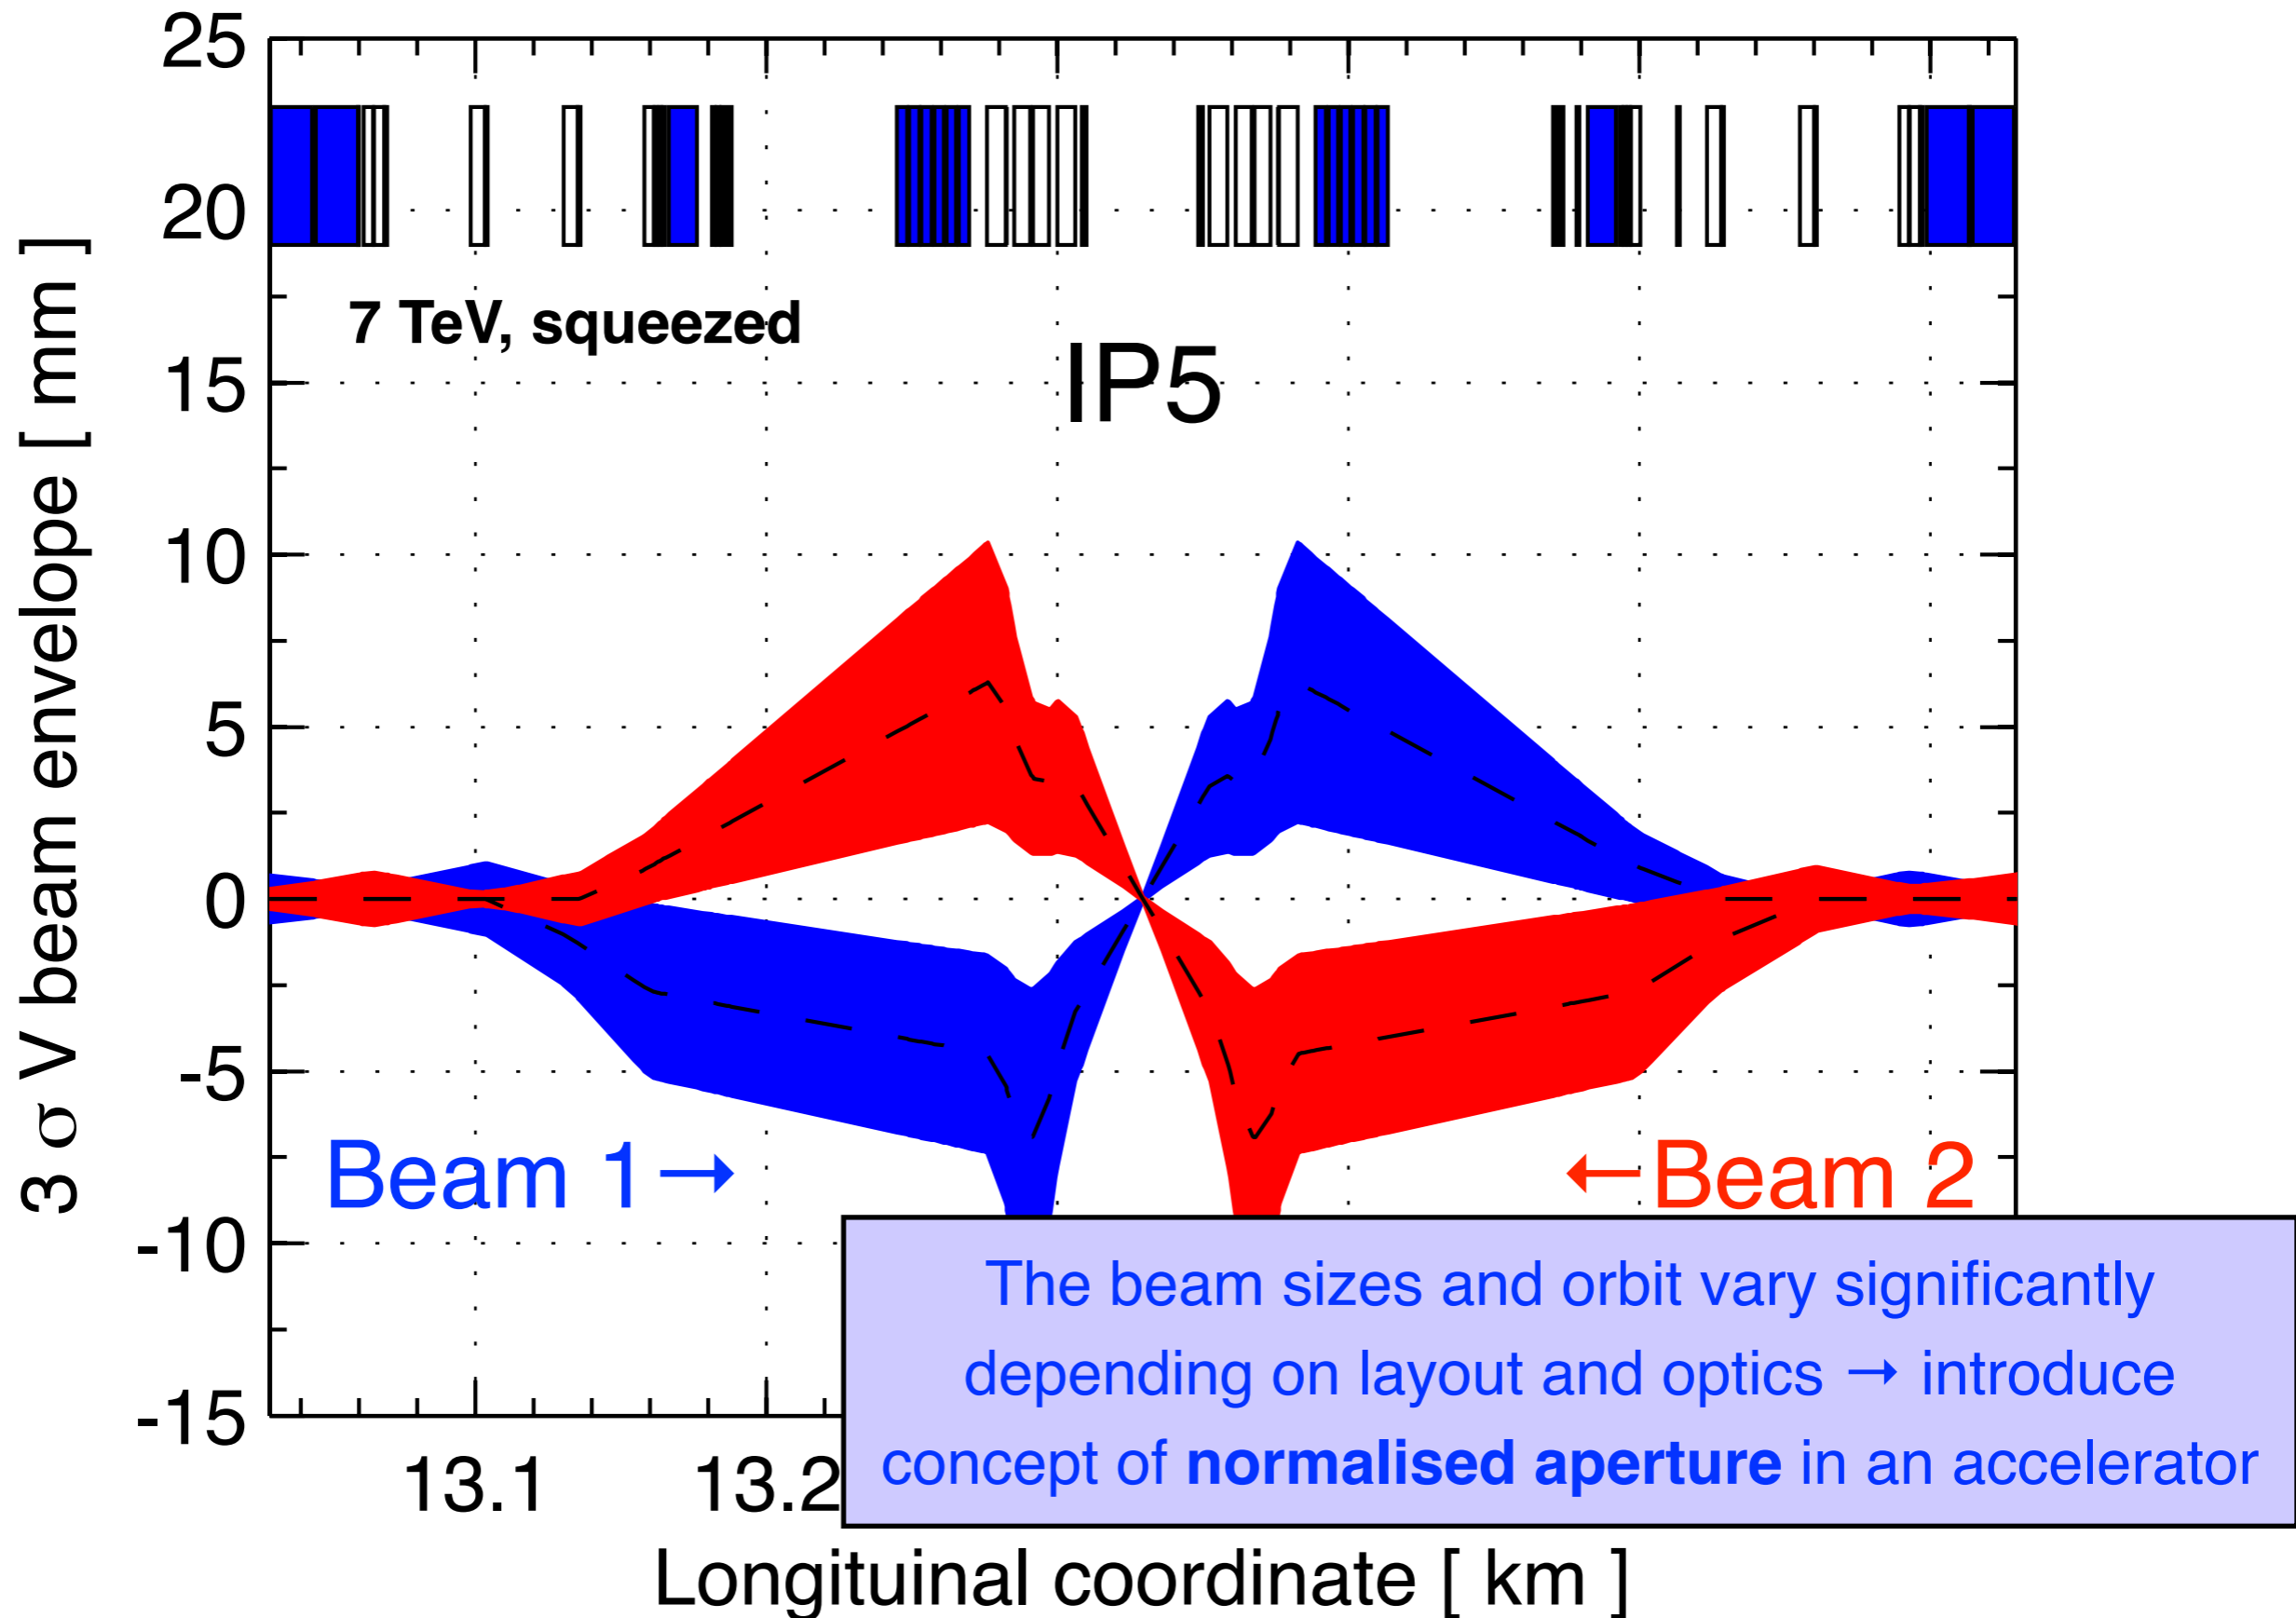 25
20
15
10
5
0
-5
-10
-15
3 σ V beam envelope [ mm ]
7 TeV, squeezed
IP5
Beam 1→
←Beam 2
The beam sizes and orbit vary significantly
depending on layout and optics → introduce
concept of normalised aperture in an accelerator
13.1
13.2
Longituinal coordinate [ km ]